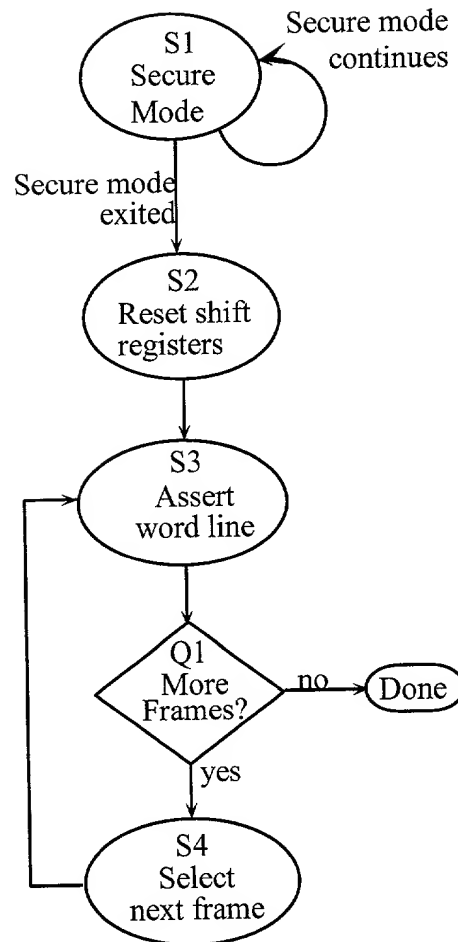 S1
Secure
Mode
Secure mode
continues
Secure mode
exited
S2
Reset shift
registers
S3
Assert
word line
Q1
More
Frames?
no
Done
yes
S4
Select
next frame